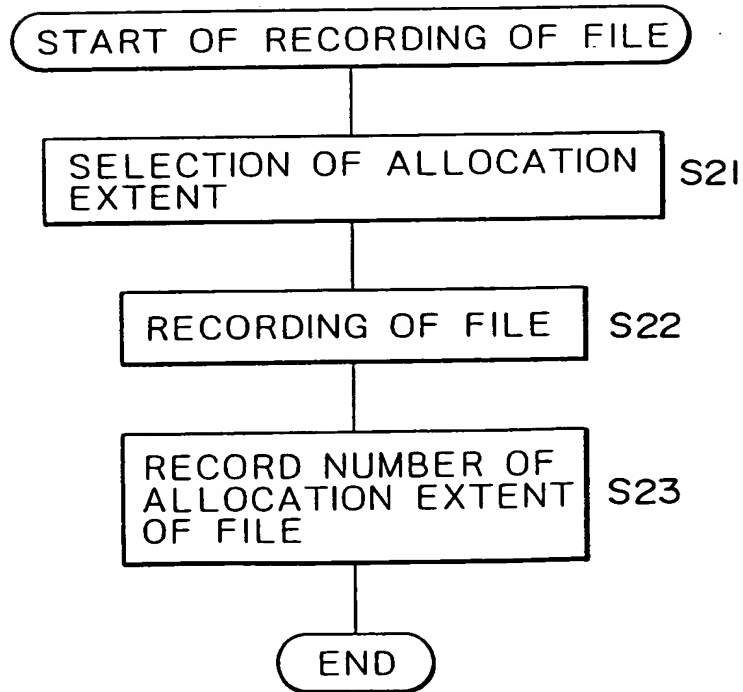 START OF RECORDING OF FILE
SELECTION OF ALLOCATION
EXTENT
S21
RECORDING OF FILE
S22
RECORD NUMBER OF
ALLOCATION EXTENT
OF FILE
S23
END